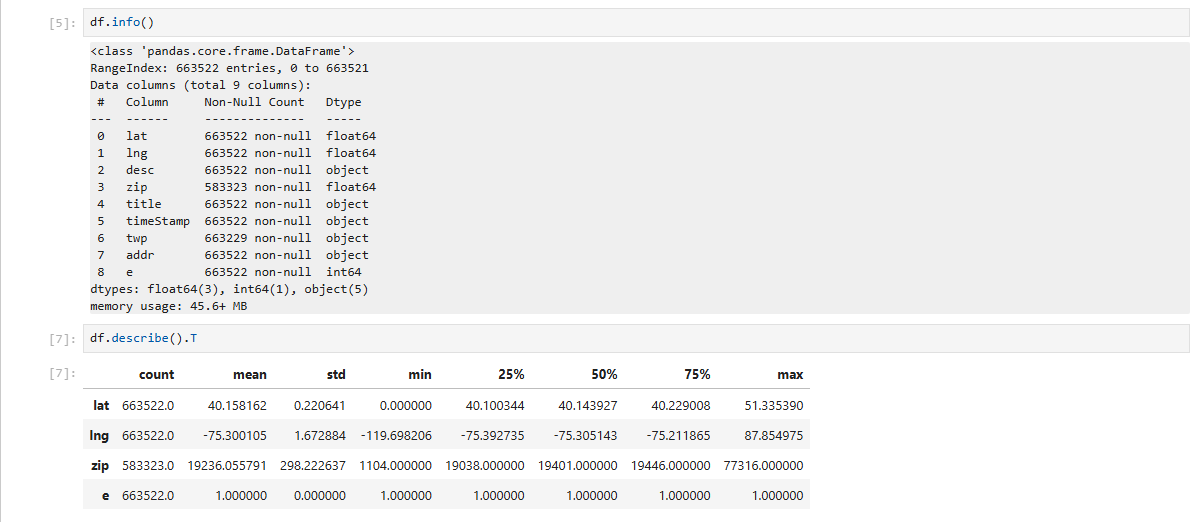 [5]: df.info()
<class 'pandas.core.frame.DataFrame'>
RangeIndex: 663522 entries, 0 to 663521
Data columns (total 9 columns):
 #   Column     Non-Null Count   Dtype
---  ------     --------------   -----
 0   lat        663522 non-null  float64
 1   lng        663522 non-null  float64
 2   desc       663522 non-null  object
 3   zip        583323 non-null  float64
 4   title      663522 non-null  object
 5   timeStamp  663522 non-null  object
 6   twp        663229 non-null  object
 7   addr       663522 non-null  object
 8   e          663522 non-null  int64
dtypes: float64(3), int64(1), object(5)
memory usage: 45.6+ MB
[7]: df.describe().T
[7]: count mean std min 25% 50% 75% max
lat 663522.0 40.158162 0.220641 0.000000 40.100344 40.143927 40.229008 51.335390
lng 663522.0 -75.300105 1.672884 -119.698206 -75.392735 -75.305143 -75.211865 87.854975
zip 583323.0 19236.055791 298.222637 1104.000000 19038.000000 19401.000000 19446.000000 77316.000000
e 663522.0 1.000000 0.000000 1.000000 1.000000 1.000000 1.000000 1.000000